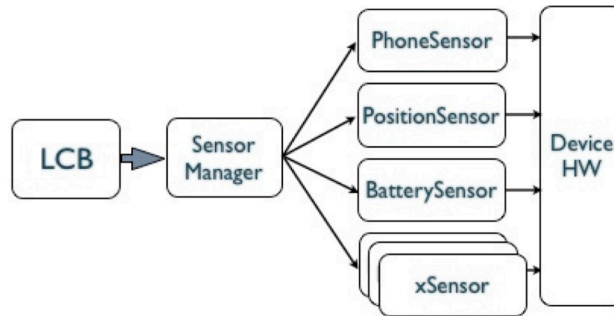 LCB
Sensor
Manager
PhoneSensor
PositionSensor
BatterySensor
xSensor
Device
HW